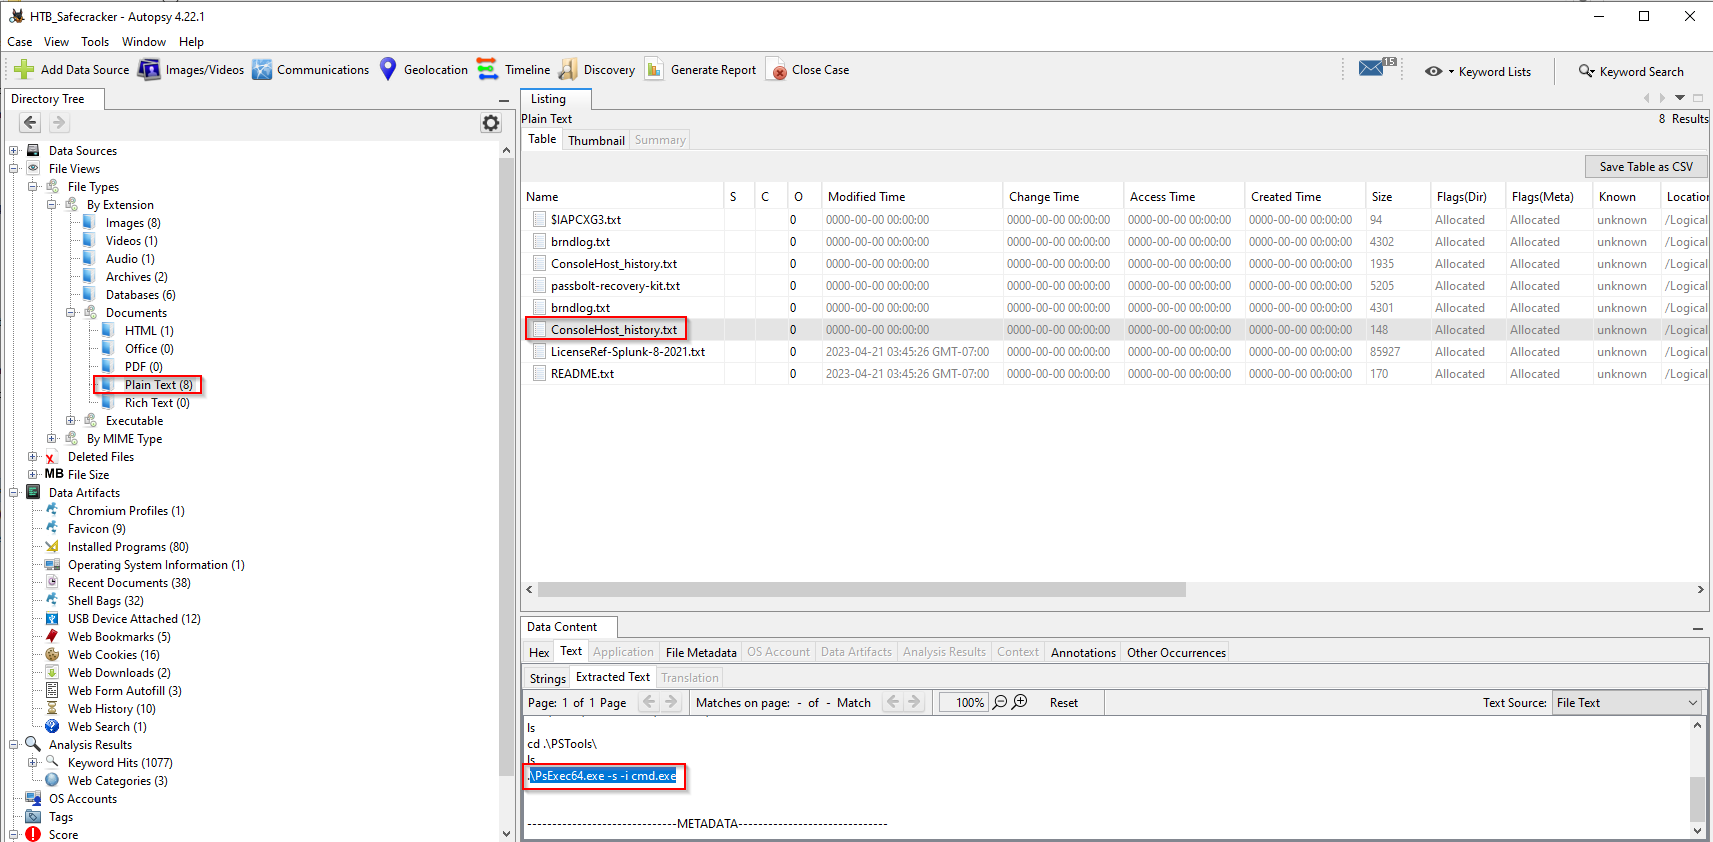 HTB_Safecracker - Autopsy 4.22.1
Case View Tools Window Help
Add Data Source Images/Videos Communications Geolocation Timeline Discovery Generate Report Close Case 15 Keyword Lists Keyword Search
Directory Tree
Data Sources
File Views
File Types
By Extension
Images (8)
Videos (1)
Audio (1)
Archives (2)
Databases (6)
Documents
HTML (1)
Office (0)
PDF (0)
Plain Text (8)
Rich Text (0)
Executable
By MIME Type
Deleted Files
MB File Size
Data Artifacts
Chromium Profiles (1)
Favicon (9)
Installed Programs (80)
Operating System Information (1)
Recent Documents (38)
Shell Bags (32)
USB Device Attached (12)
Web Bookmarks (5)
Web Cookies (16)
Web Downloads (2)
Web Form Autofill (3)
Web History (10)
Web Search (1)
Analysis Results
Keyword Hits (1077)
Web Categories (3)
OS Accounts
Tags
Score
Listing
Plain Text
8 Results
Table Thumbnail Summary
Save Table as CSV
Name S C O Modified Time Change Time Access Time Created Time Size Flags(Dir) Flags(Meta) Known Location
$IAPCXG3.txt 0 0000-00-00 00:00:00 0000-00-00 00:00:00 0000-00-00 00:00:00 0000-00-00 00:00:00 94 Allocated Allocated unknown /Logical
brndlog.txt 0 0000-00-00 00:00:00 0000-00-00 00:00:00 0000-00-00 00:00:00 0000-00-00 00:00:00 4302 Allocated Allocated unknown /Logical
ConsoleHost_history.txt 0 0000-00-00 00:00:00 0000-00-00 00:00:00 0000-00-00 00:00:00 0000-00-00 00:00:00 1935 Allocated Allocated unknown /Logical
passbolt-recovery-kit.txt 0 0000-00-00 00:00:00 0000-00-00 00:00:00 0000-00-00 00:00:00 0000-00-00 00:00:00 5205 Allocated Allocated unknown /Logical
brndlog.txt 0 0000-00-00 00:00:00 0000-00-00 00:00:00 0000-00-00 00:00:00 0000-00-00 00:00:00 4301 Allocated Allocated unknown /Logical
ConsoleHost_history.txt 0 0000-00-00 00:00:00 0000-00-00 00:00:00 0000-00-00 00:00:00 0000-00-00 00:00:00 148 Allocated Allocated unknown /Logical
LicenseRef-Splunk-8-2021.txt 0 2023-04-21 03:45:26 GMT-07:00 0000-00-00 00:00:00 0000-00-00 00:00:00 0000-00-00 00:00:00 85927 Allocated Allocated unknown /Logical
README.txt 0 2023-04-21 03:45:26 GMT-07:00 0000-00-00 00:00:00 0000-00-00 00:00:00 0000-00-00 00:00:00 170 Allocated Allocated unknown /Logical
Data Content
Hex Text Application File Metadata OS Account Data Artifacts Analysis Results Context Annotations Other Occurrences
Strings Extracted Text Translation
Page: 1 of 1 Page Matches on page: - of - Match 100% Reset Text Source: File Text
ls
cd .\PSTools\
ls
.\PsExec64.exe -s -i cmd.exe
------------------------------METADATA------------------------------